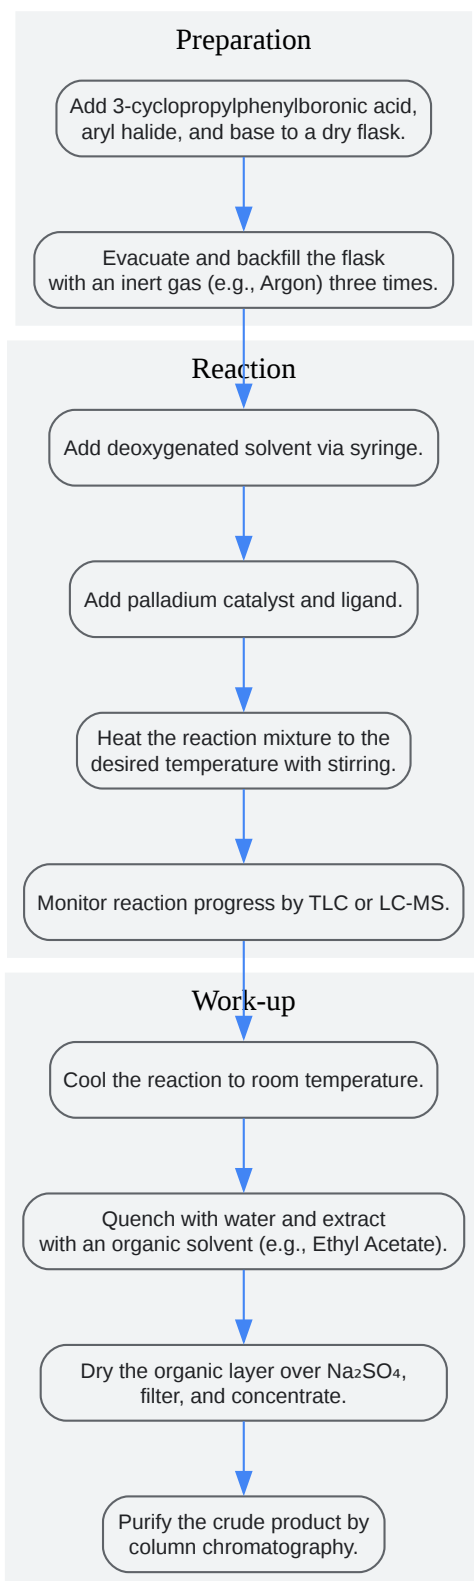 Preparation
Add 3-cyclopropylphenylboronic acid,
aryl halide, and base to a dry flask.
Evacuate and backfill the flask
with an inert gas (e.g., Argon) three times.
Reaction
Add deoxygenated solvent via syringe.
Add palladium catalyst and ligand.
Heat the reaction mixture to the
desired temperature with stirring.
Monitor reaction progress by TLC or LC-MS.
Work-up
Cool the reaction to room temperature.
Quench with water and extract
with an organic solvent (e.g., Ethyl Acetate).
Dry the organic layer over Na₂SO₄,
filter, and concentrate.
Purify the crude product by
column chromatography.